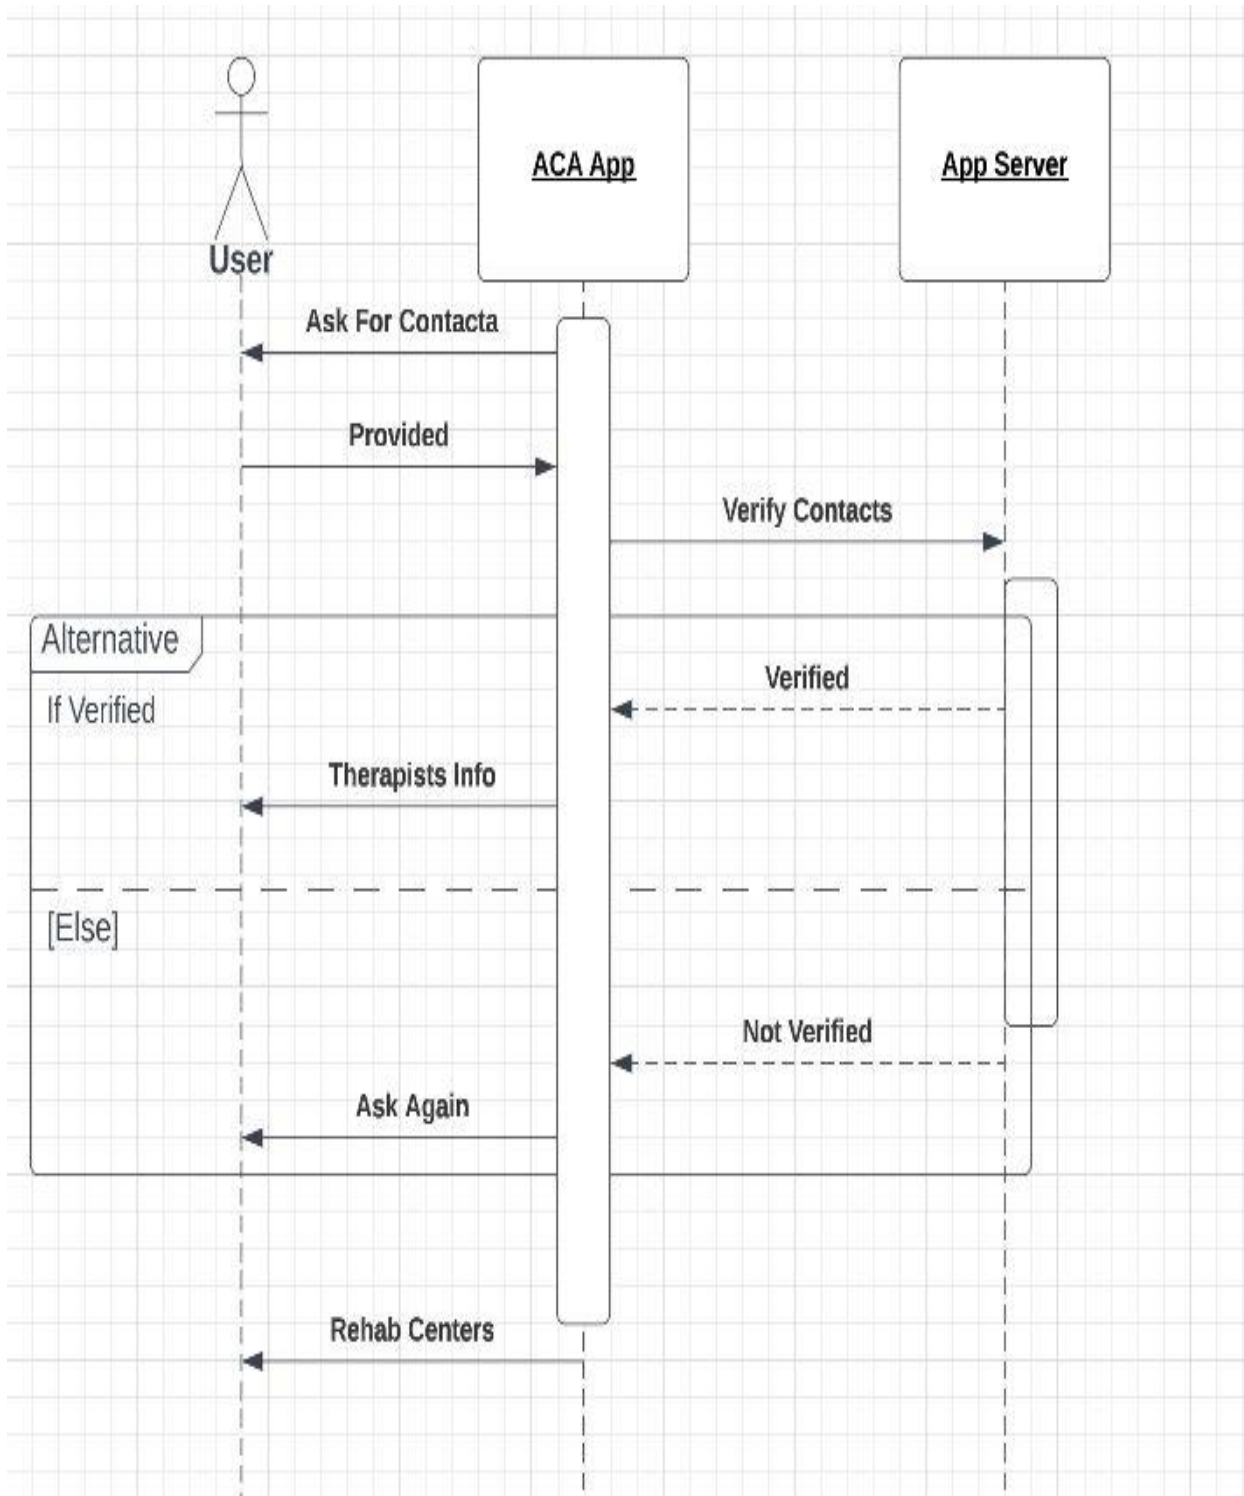 ACA App
App Server
User
Ask For Contacta
Provided
Verify Contacts
Alternative
Verified
If Verified
Therapists Info
[Else]
Not Verified
Ask Again
Rehab Centers